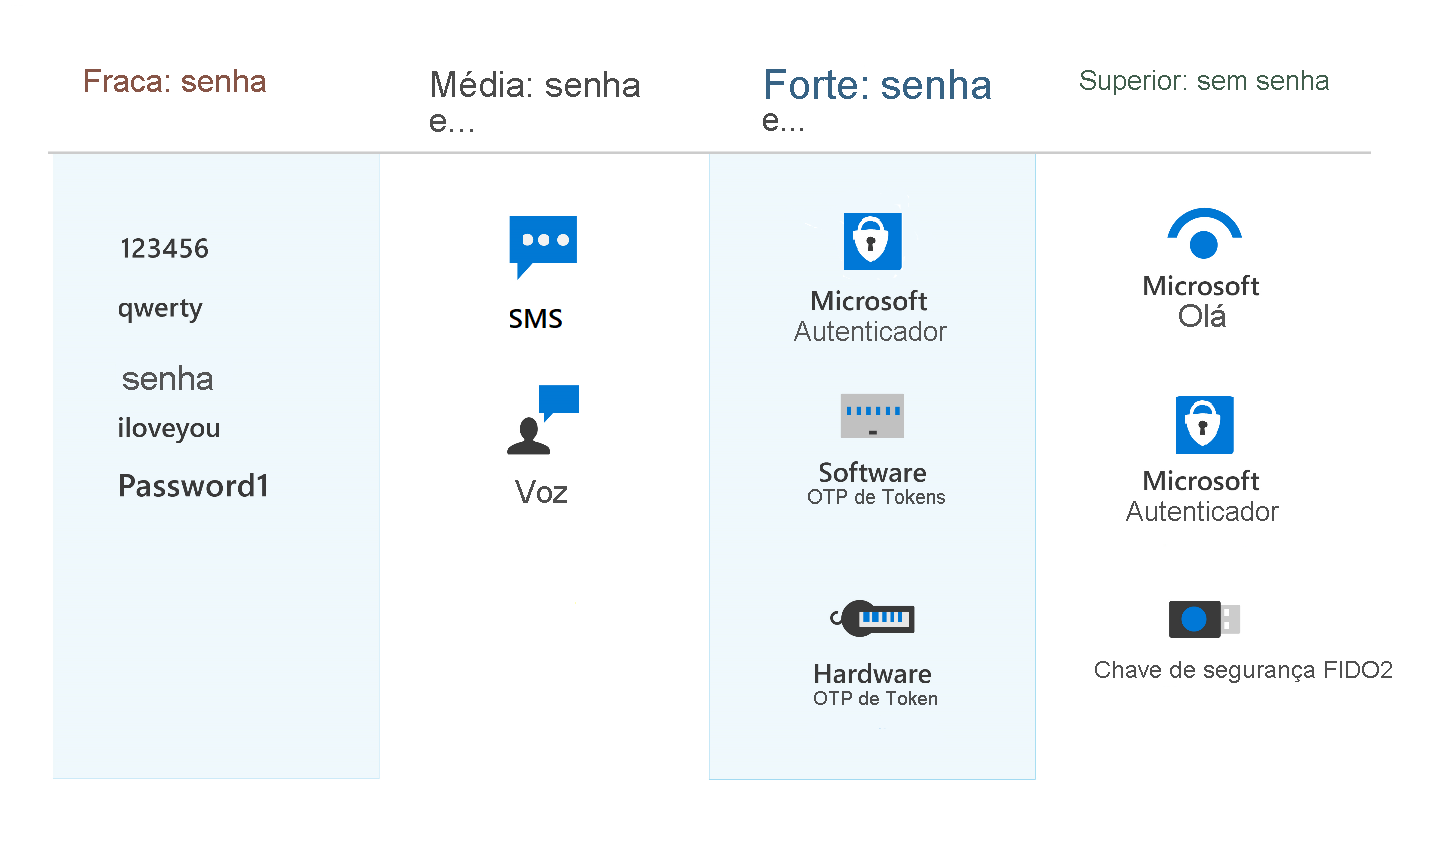 Fraca: senha
Média: senha
e...
Forte: senha
e...
Superior: sem senha
123456
qwerty
senha
iloveyou
Password1
SMS
Voz
Microsoft
Autenticador
Software
OTP de Tokens
Hardware
OTP de Token
Microsoft
Olá
Microsoft
Autenticador
Chave de segurança FIDO2